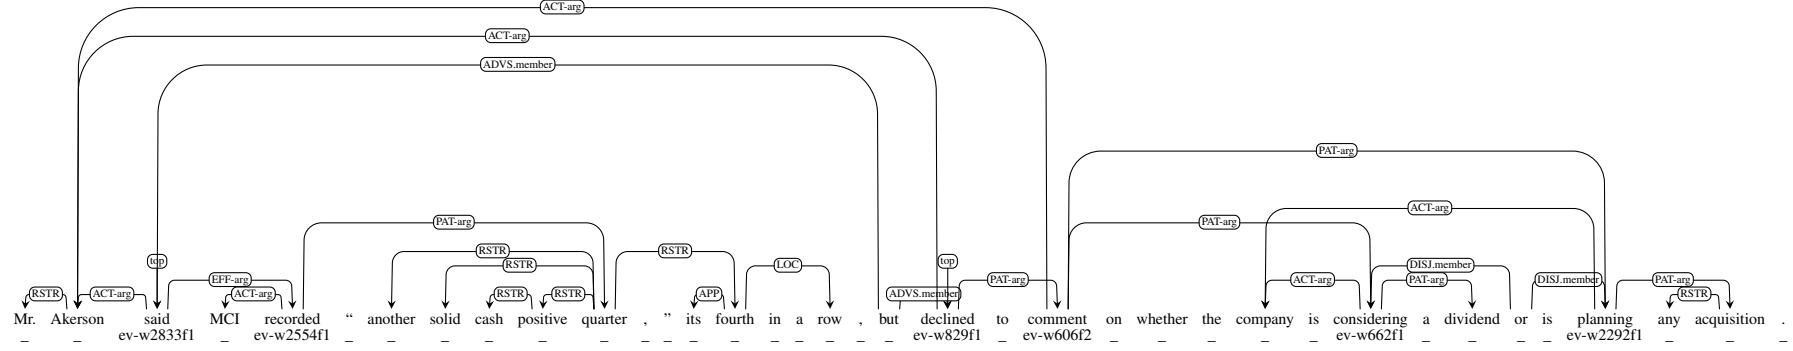 ACT-arg
ACT-arg
ADVS.member
PAT-arg
ACT-arg
PAT-arg PAT-arg
RSTR RSTR
top RSTR LOC top DISJ.member
EFF-arg PAT-arg PAT-arg DISJ.member PAT-arg
RSTR ACT-arg ACT-arg RSTR RSTR APP ADVS.member ACT-arg RSTR
Mr. Akerson said MCI recorded “ another solid cash positive quarter , ” its fourth in a row , but declined to comment on whether the company is considering a dividend or is planning any acquisition .
_ _ ev-w2833f1 _ ev-w2554f1 _ _ _ _ _ _ _ _ _ _ _ _ _ _ _ ev-w829f1 _ ev-w606f2 _ _ _ _ _ ev-w662f1 _ _ _ _ ev-w2292f1 _ _ _